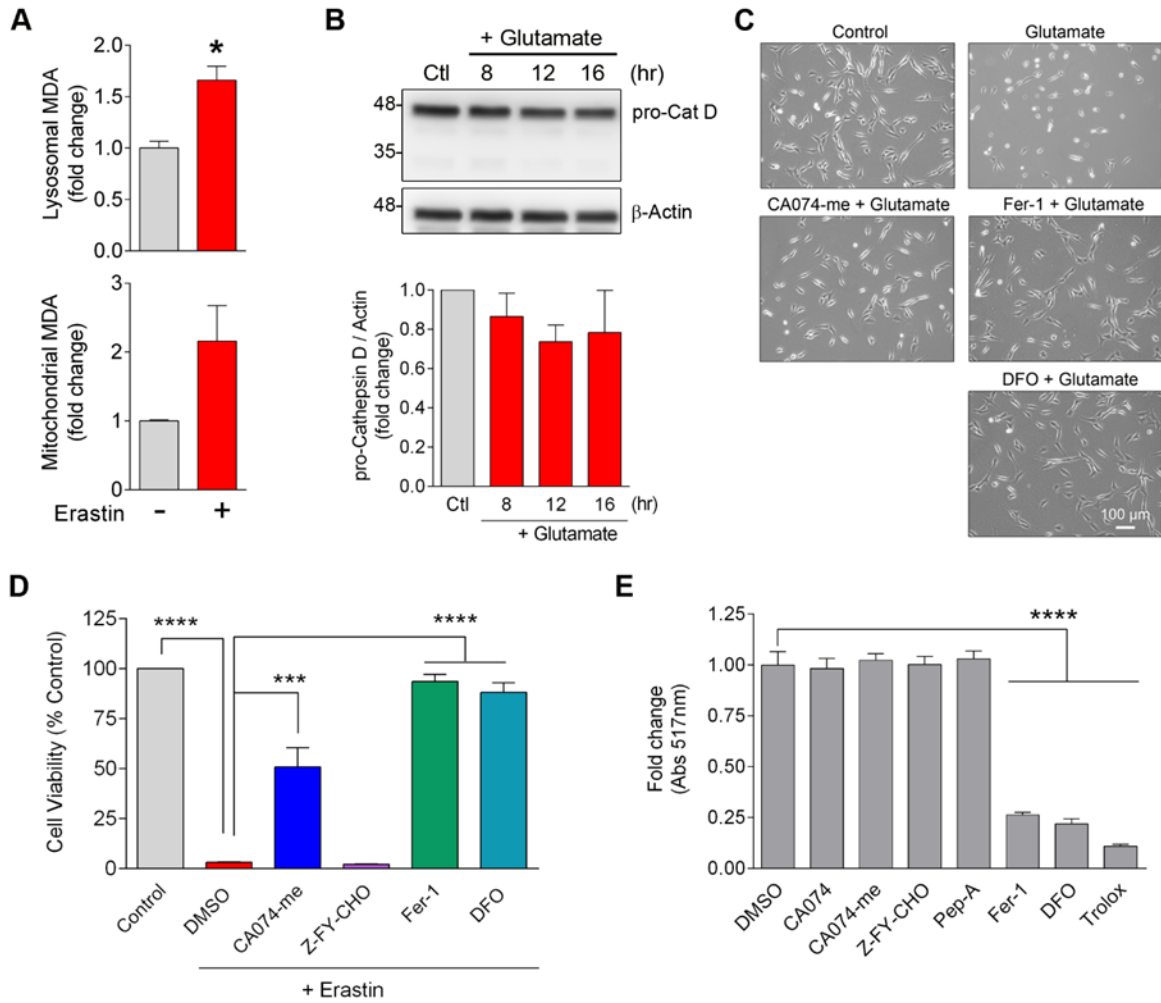 A
Lysosomal MDA
(fold change)
2.0
1.5
1.0
0.5
0.0
*
Mitochondrial MDA
(fold change)
3
2
1
0
Erastin - +
B
+ Glutamate
Ctl 8 12 16 (hr)
48
35
pro-Cat D
48
β-Actin
pro-Cathepsin D / Actin
(fold change)
1.0
0.8
0.6
0.4
0.2
0.0
Ctl 8 12 16 (hr)
+ Glutamate
C
Control
Glutamate
CA074-me + Glutamate
Fer-1 + Glutamate
DFO + Glutamate
100 µm
D
Cell Viability (% Control)
125
100
75
50
25
0
****
***
****
Control
DMSO
CA074-me
Z-FY-CHO
Fer-1
DFO
+ Erastin
E
Fold change
(Abs 517nm)
1.25
1.00
0.75
0.50
0.25
0.00
****
DMSO
CA074
CA074-me
Z-FY-CHO
Pep-A
Fer-1
DFO
Trolox